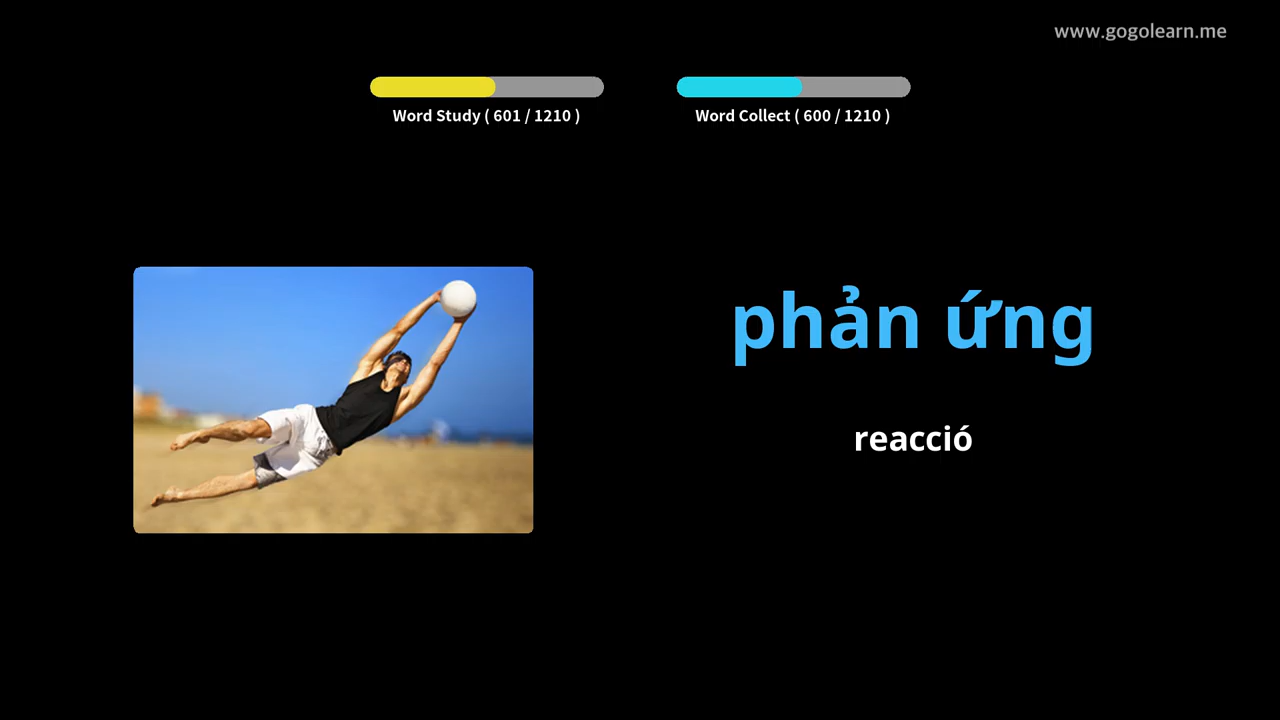 www.gogolearn.me
Word Study ( 601 / 1210 )
Word Collect ( 600 / 1210 )
phản ứng
reacció